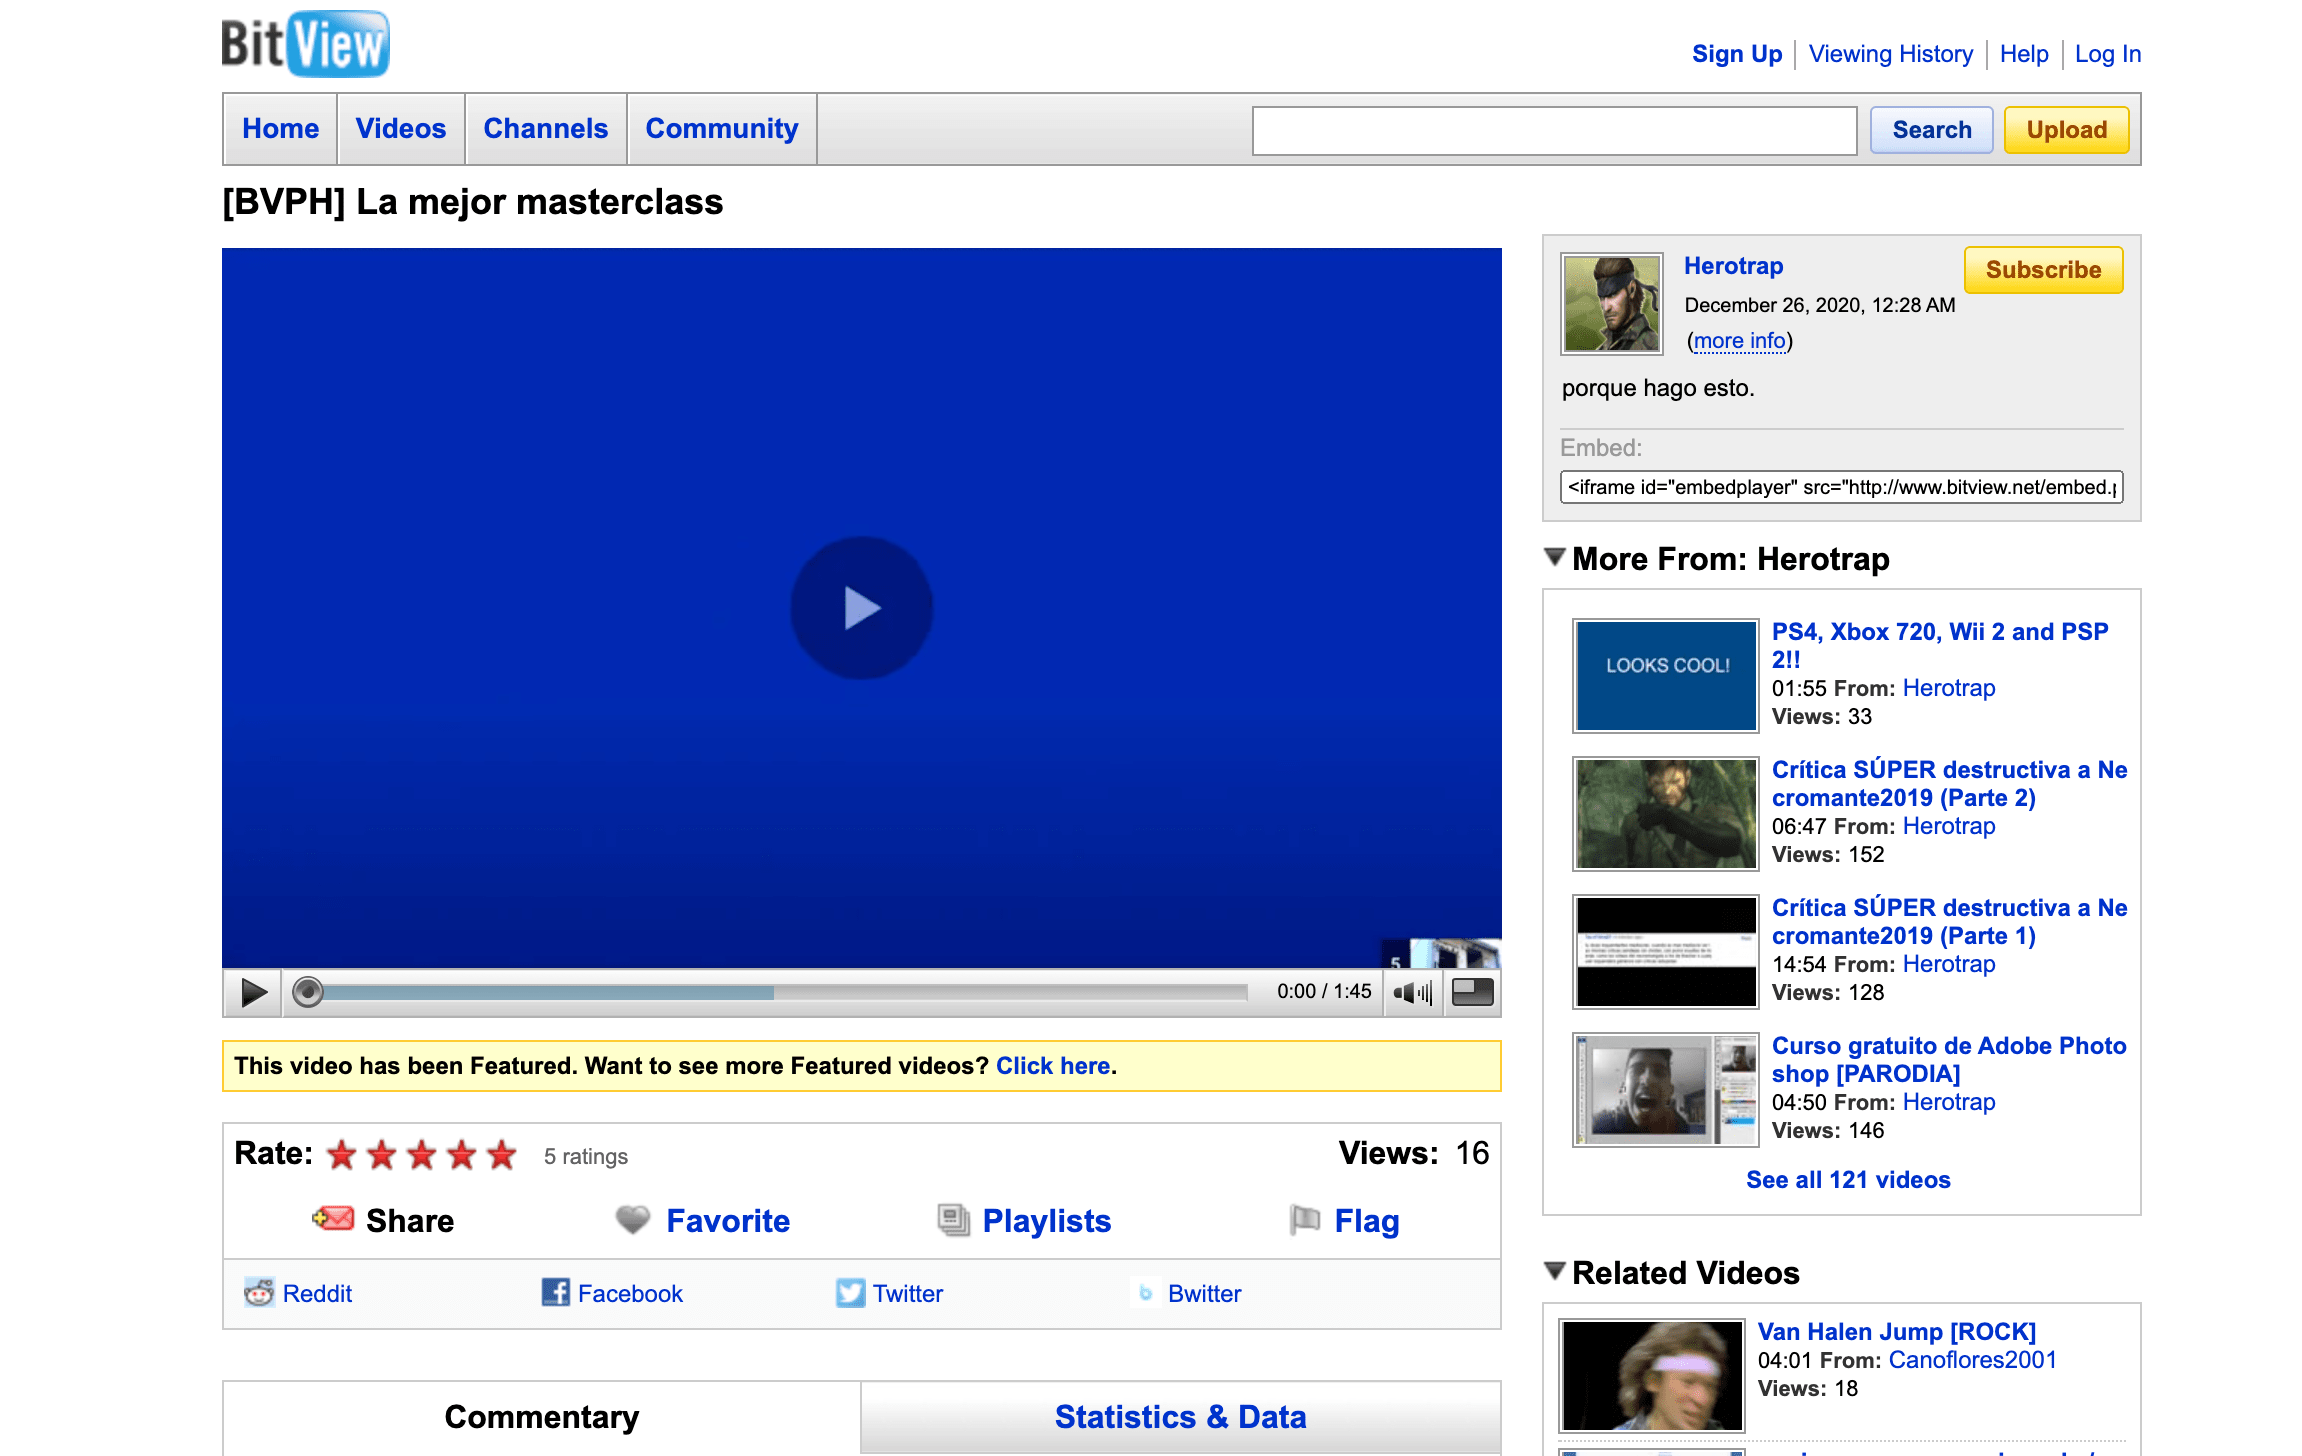 BitView
Sign Up
Viewing History
Help
Log In
Home
Videos
Channels
Community
Search
Upload
[BVPH] La mejor masterclass
5
0:00 / 1:45
This video has been Featured. Want to see more Featured videos? Click here.
Rate:
5 ratings
Views: 16
Share
Favorite
Playlists
Flag
Reddit
Facebook
Twitter
Bwitter
Commentary
Statistics & Data
Herotrap
Subscribe
December 26, 2020, 12:28 AM
(more info)
porque hago esto.
Embed:
<iframe id="embedplayer" src="http://www.bitview.net/embed.p
More From: Herotrap
LOOKS COOL!
PS4, Xbox 720, Wii 2 and PSP
2!!
01:55 From: Herotrap
Views: 33
Crítica SÚPER destructiva a Ne
cromante2019 (Parte 2)
06:47 From: Herotrap
Views: 152
Crítica SÚPER destructiva a Ne
cromante2019 (Parte 1)
14:54 From: Herotrap
Views: 128
Curso gratuito de Adobe Photo
shop [PARODIA]
04:50 From: Herotrap
Views: 146
See all 121 videos
Related Videos
Van Halen Jump [ROCK]
04:01 From: Canoflores2001
Views: 18